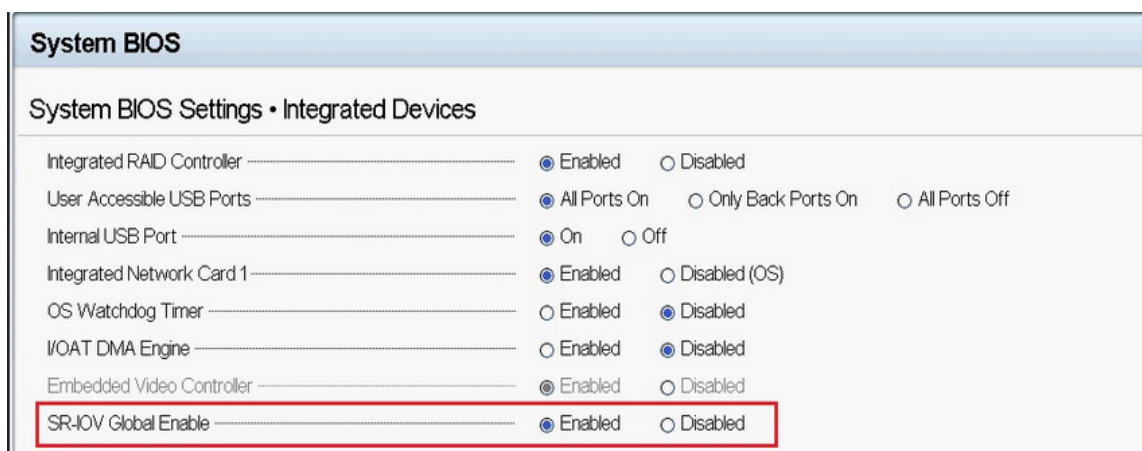 System BIOS
System BIOS Settings • Integrated Devices
Integrated RAID Controller Enabled Disabled
User Accessible USB Ports All Ports On Only Back Ports On All Ports Off
Internal USB Port On Off
Integrated Network Card 1 Enabled Disabled (OS)
OS Watchdog Timer Enabled Disabled
I/OAT DMA Engine Enabled Disabled
Embedded Video Controller Enabled Disabled
SR-IOV Global Enable Enabled Disabled